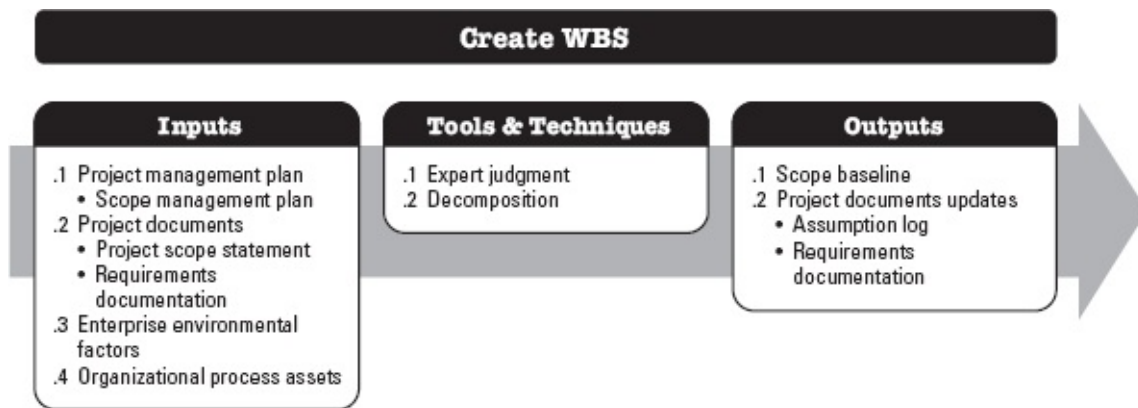 Create WBS
Inputs
.1 Project management plan
• Scope management plan
.2 Project documents
• Project scope statement
• Requirements
documentation
.3 Enterprise environmental
factors
.4 Organizational process assets
Tools & Techniques
.1 Expert judgment
.2 Decomposition
Outputs
.1 Scope baseline
.2 Project documents updates
• Assumption log
• Requirements
documentation